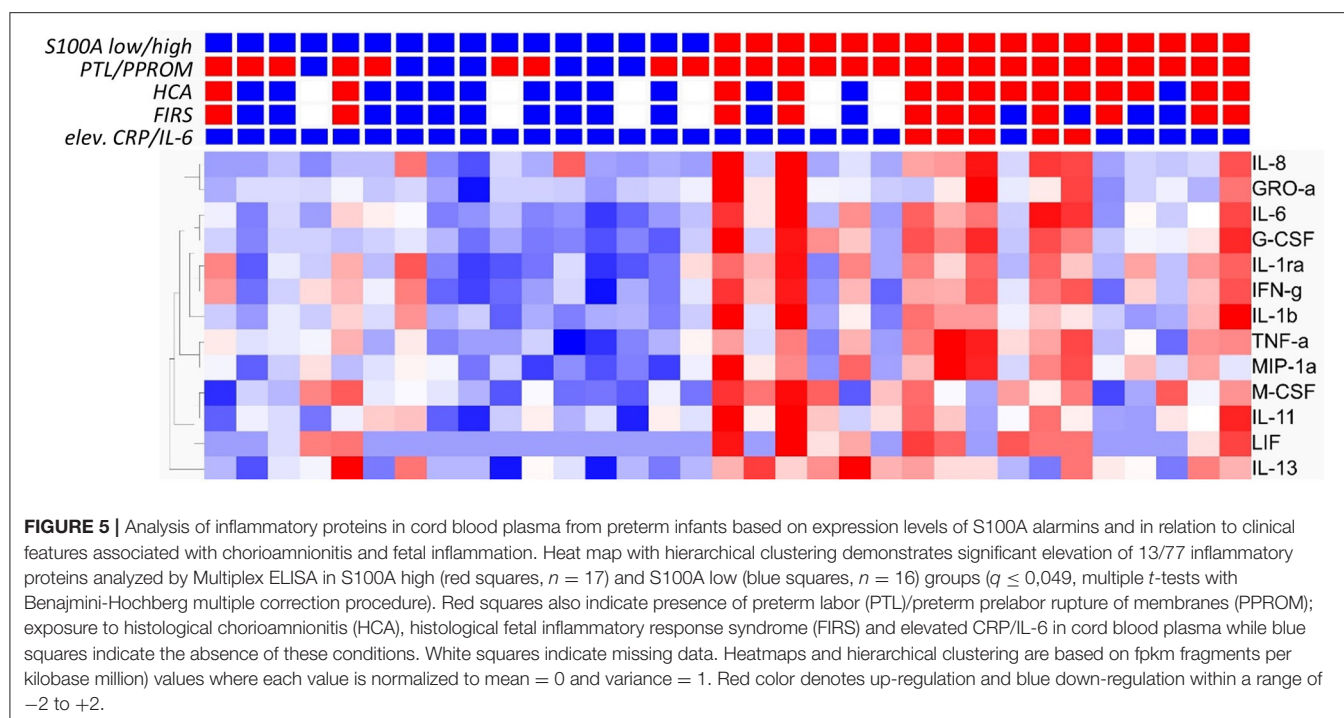 S100A low/high
PTL/PPROM
HCA
FIRS
elev. CRP/IL-6
IL-8
GRO-a
IL-6
G-CSF
IL-1ra
IFN-g
IL-1b
TNF-a
MIP-1a
M-CSF
IL-11
LIF
IL-13
FIGURE 5 | Analysis of inflammatory proteins in cord blood plasma from preterm infants based on expression levels of S100A alarmins and in relation to clinical
features associated with chorioamnionitis and fetal inflammation. Heat map with hierarchical clustering demonstrates significant elevation of 13/77 inflammatory
proteins analyzed by Multiplex ELISA in S100A high (red squares, n = 17) and S100A low (blue squares, n = 16) groups (q ≤ 0,049, multiple t-tests with
Benajmini-Hochberg multiple correction procedure). Red squares also indicate presence of preterm labor (PTL)/preterm prelabor rupture of membranes (PPROM);
exposure to histological chorioamnionitis (HCA), histological fetal inflammatory response syndrome (FIRS) and elevated CRP/IL-6 in cord blood plasma while blue
squares indicate the absence of these conditions. White squares indicate missing data. Heatmaps and hierarchical clustering are based on fpkm fragments per
kilobase million) values where each value is normalized to mean = 0 and variance = 1. Red color denotes up-regulation and blue down-regulation within a range of
−2 to +2.